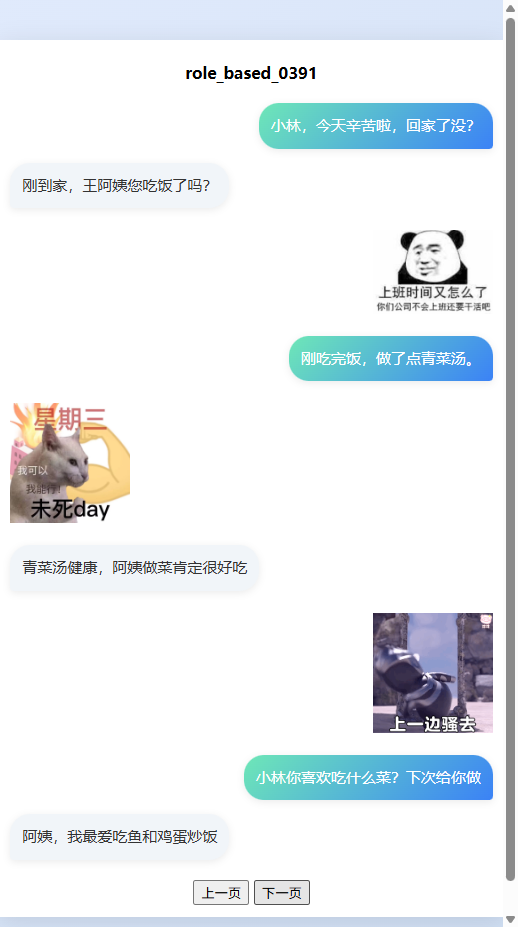 role_based_0391
小林，今天辛苦啦，回家了没？
刚到家，王阿姨您吃饭了吗？
上班时间又怎么了
你们公司不会上班还要干活吧
刚吃完饭，做了点青菜汤。
星期三
我可以
我能行！
未死day
青菜汤健康，阿姨做菜肯定很好吃
上一边骚去
小林你喜欢吃什么菜？下次给你做
阿姨，我最爱吃鱼和鸡蛋炒饭
上一页 下一页